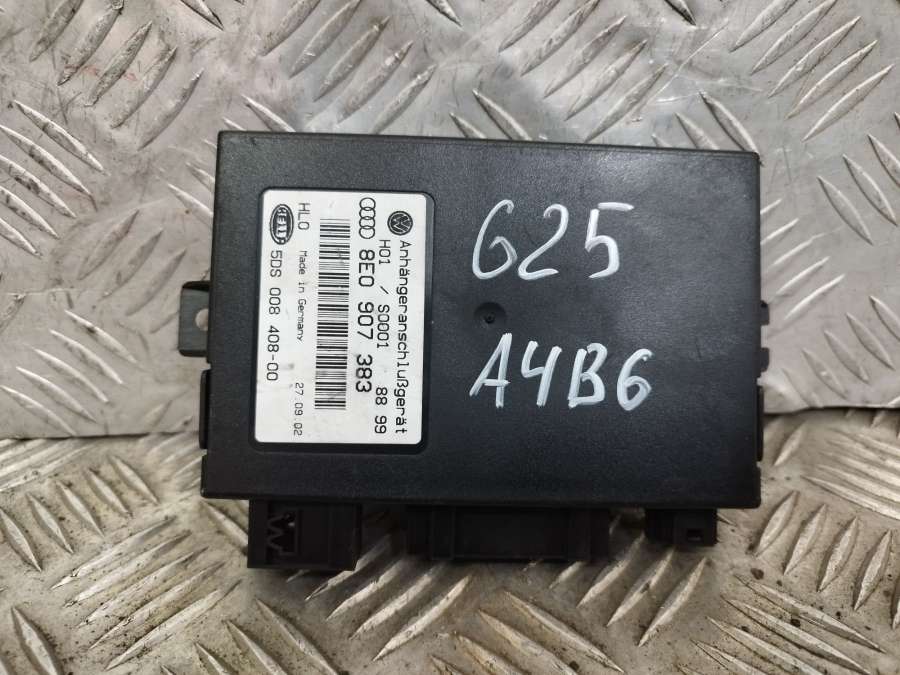 Anhängeranschlußgerät
H01 / S0001 88 99
8E0 907 383
HLO Made in Germany 27.09.02
HELLA 5DS 008 408-00
G25
A4B6